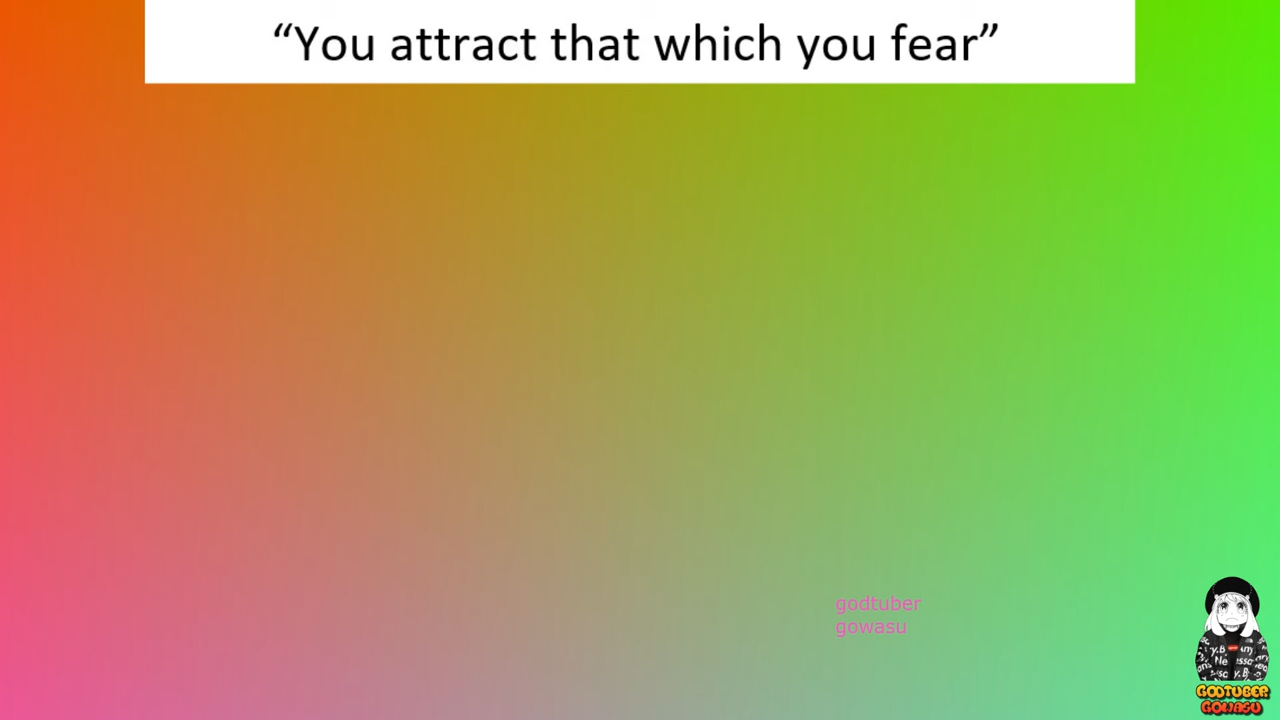 “You attract that which you fear”
godtuber
gowasu
GODTUBER
GOWASU